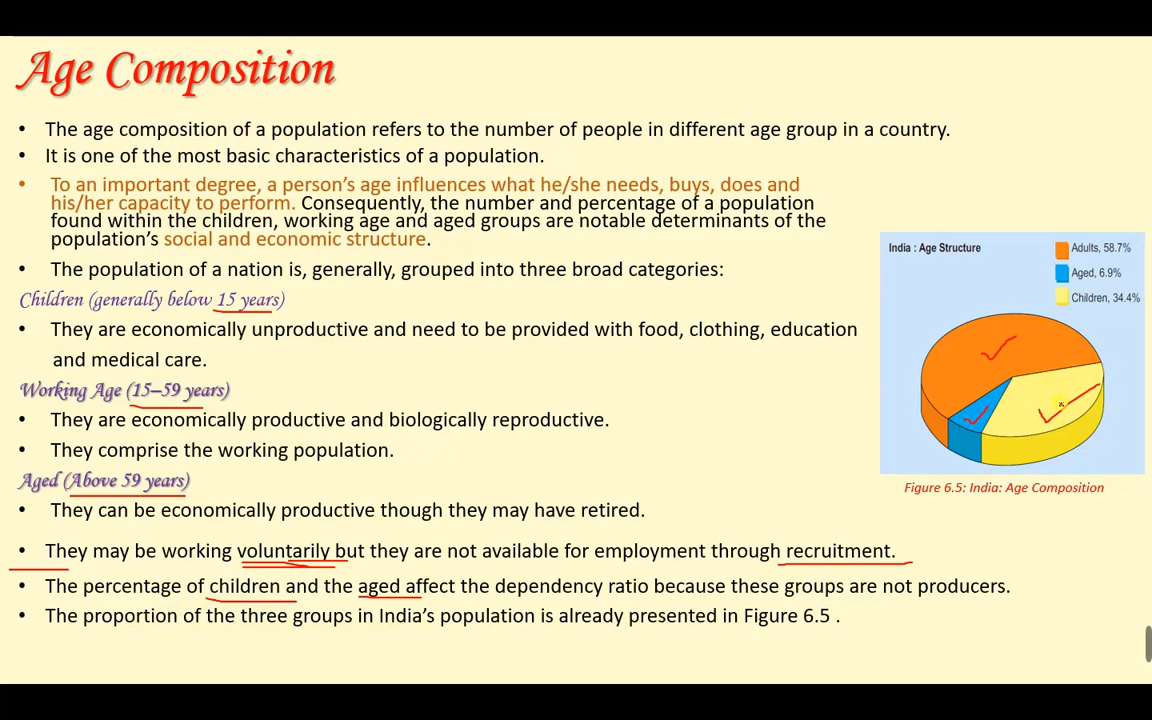 Age Composition
• The age composition of a population refers to the number of people in different age group in a country.
• It is one of the most basic characteristics of a population.
• To an important degree, a person's age influences what he/she needs, buys, does and
his/her capacity to perform. Consequently, the number and percentage of a population
found within the children, working age and aged groups are notable determinants of the
population's social and economic structure.
• The population of a nation is, generally, grouped into three broad categories:
Children (generally below 15 years)
• They are economically unproductive and need to be provided with food, clothing, education
and medical care.
Working Age (15–59 years)
• They are economically productive and biologically reproductive.
• They comprise the working population.
Aged (Above 59 years)
• They can be economically productive though they may have retired.
• They may be working voluntarily but they are not available for employment through recruitment.
• The percentage of children and the aged affect the dependency ratio because these groups are not producers.
• The proportion of the three groups in India's population is already presented in Figure 6.5 .
India : Age Structure
Adults, 58.7%
Aged, 6.9%
Children, 34.4%
Figure 6.5: India: Age Composition